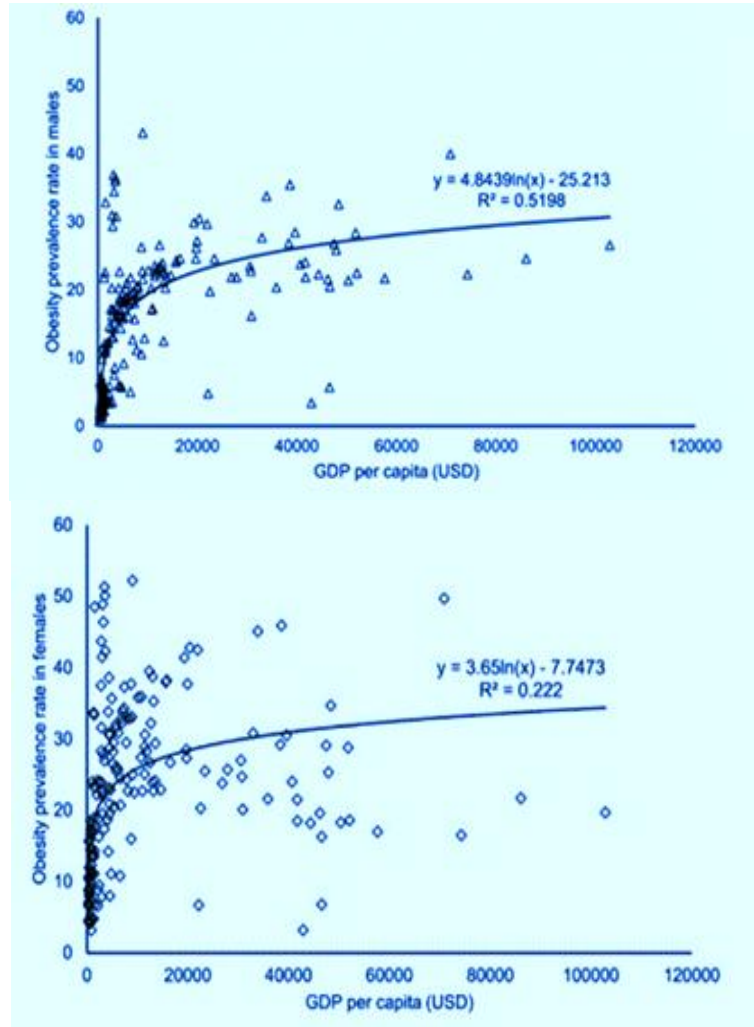 60
50
40
30
20
10
0
Obesity prevalence rate in males
y = 4.8439ln(x) - 25.213
R² = 0.5198
0 20000 40000 60000 80000 100000 120000
GDP per capita (USD)
60
50
40
30
20
10
0
Obesity prevalence rate in females
y = 3.65ln(x) - 7.7473
R² = 0.222
0 20000 40000 60000 80000 100000 120000
GDP per capita (USD)